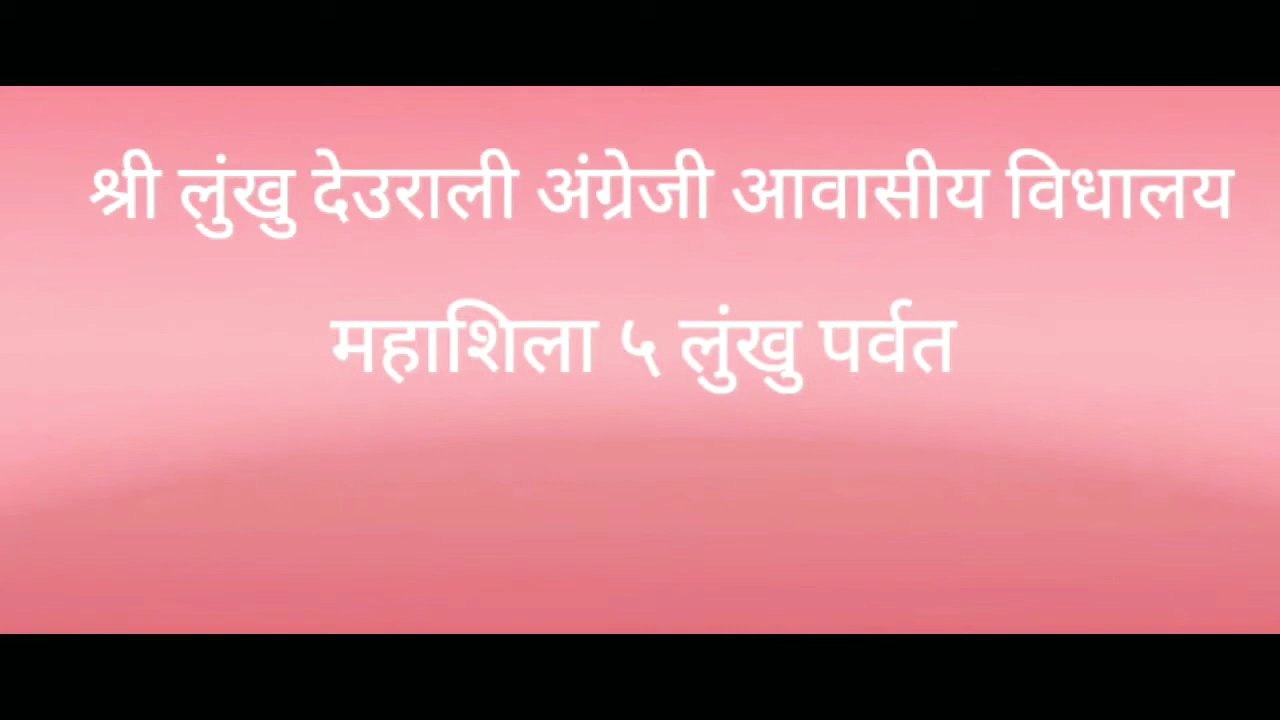 श्री लुंखु देउराली अंग्रेजी आवासीय विधालय
महाशिला ५ लुंखु पर्वत